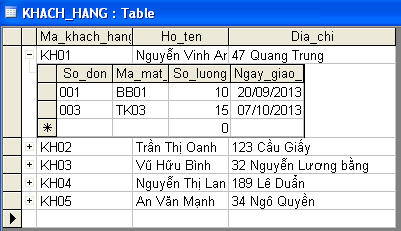 KHACH_HANG : Table
Ma_khach_hang Ho_ten Dia_chi
KH01 Nguyễn Vinh An 47 Quang Trung
So_don Ma_mat_ So_luong Ngay_giao_
001 BB01 10 20/09/2013
003 TK03 15 07/10/2013
0
KH02 Trần Thị Oanh 123 Cầu Giấy
KH03 Vũ Hữu Bình 32 Nguyễn Lương bằng
KH04 Nguyễn Thị Lan 189 Lê Duẩn
KH05 An Văn Mạnh 34 Ngô Quyền